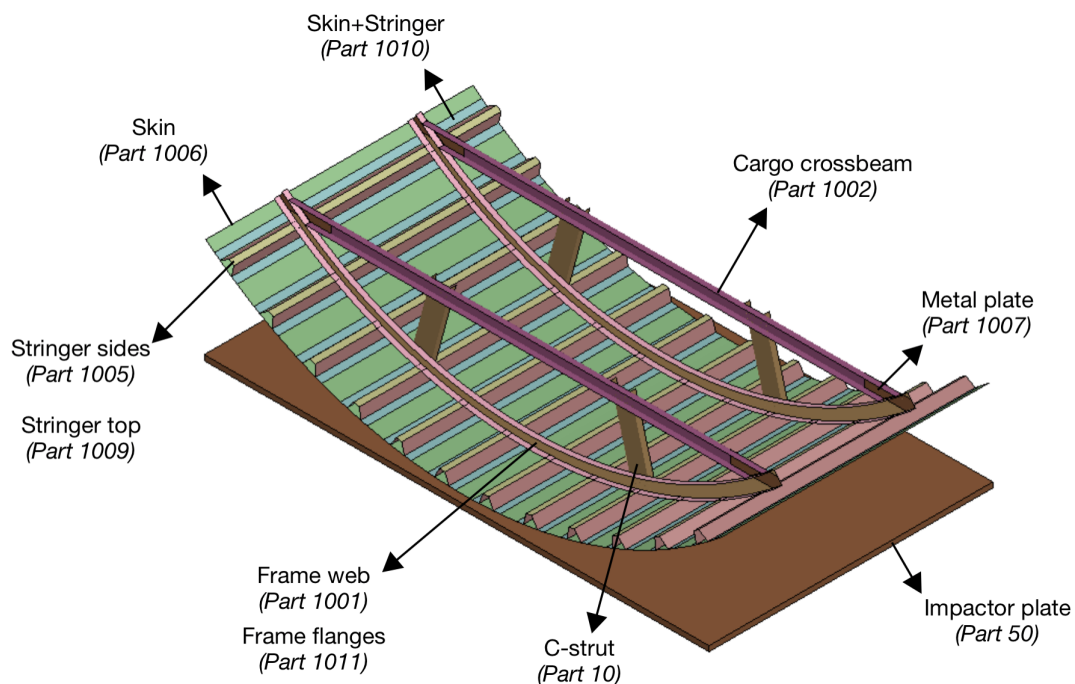 Skin+Stringer
(Part 1010)
Skin
(Part 1006)
Cargo crossbeam
(Part 1002)
Metal plate
(Part 1007)
Stringer sides
(Part 1005)
Stringer top
(Part 1009)
Frame web
(Part 1001)
Frame flanges
(Part 1011)
C-strut
(Part 10)
Impactor plate
(Part 50)